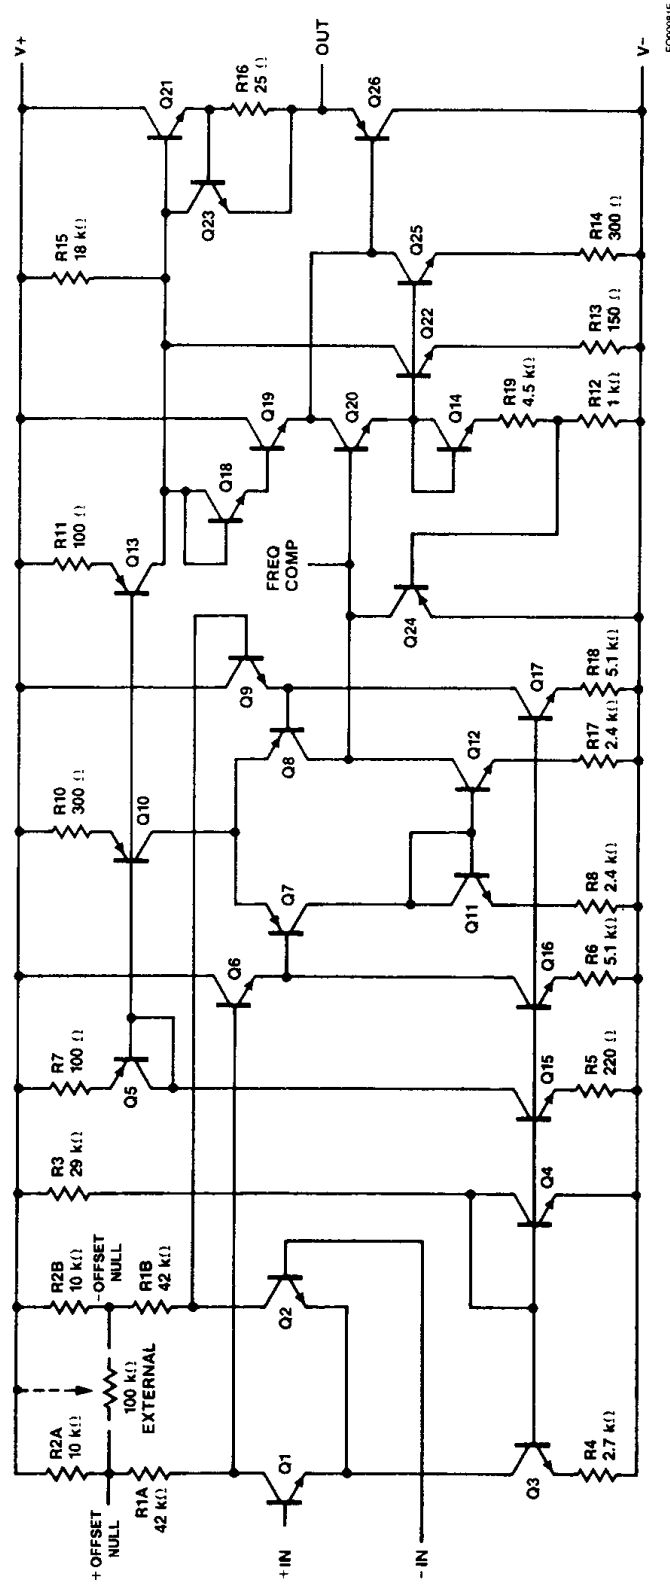 V+
R2A
10 kΩ
R2B
10 kΩ
R3
29 kΩ
R7
100 Ω
R10
300 Ω
R11
100 Ω
R15
18 kΩ
+ OFFSET
NULL
100 kΩ
EXTERNAL
-OFFSET
NULL
R1A
42 kΩ
R1B
42 kΩ
Q5
Q10
Q13
Q21
R16
25 Ω
Q23
OUT
Q6
Q9
Q18
Q19
Q1
Q2
Q7
Q8
FREQ
COMP
Q20
Q26
+IN
-IN
Q24
Q14
Q22
Q25
Q11
Q12
R19
4.5 kΩ
Q3
Q4
Q15
Q16
Q17
R4
2.7 kΩ
R5
220 Ω
R6
5.1 kΩ
R8
2.4 kΩ
R17
2.4 kΩ
R18
5.1 kΩ
R12
1 kΩ
R13
150 Ω
R14
300 Ω
V-